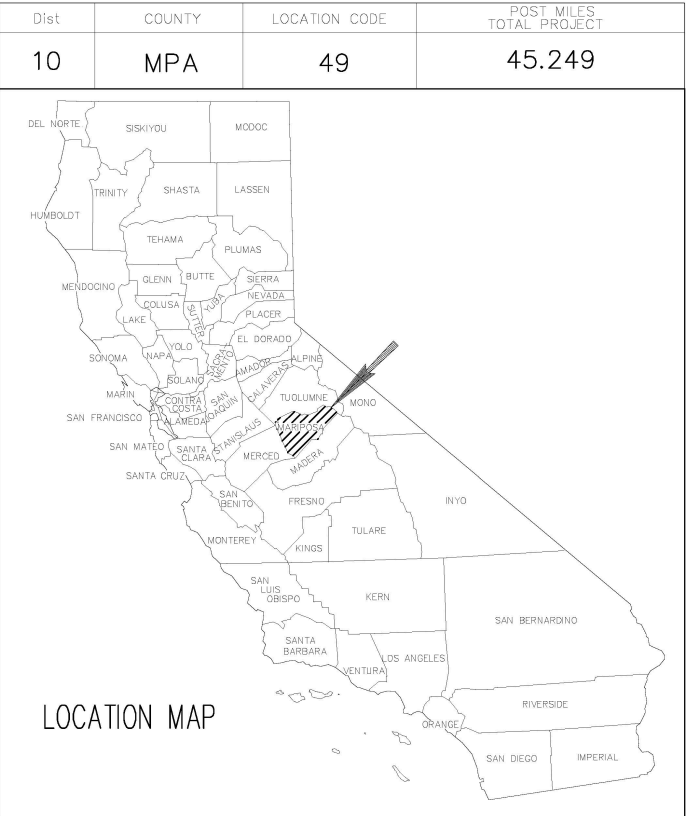 Dist COUNTY LOCATION CODE POST MILES
TOTAL PROJECT
10 MPA 49 45.249
DEL NORTE
SISKIYOU
MODOC
TRINITY
SHASTA
LASSEN
HUMBOLDT
TEHAMA
PLUMAS
MENDOCINO
GLENN
BUTTE
SIERRA
COLUSA
SUTTER
YUBA
NEVADA
LAKE
PLACER
EL DORADO
SONOMA
NAPA
YOLO
SACRA-
MENTO
AMADOR
ALPINE
SOLANO
CALAVERAS
MARIN
CONTRA
COSTA
SAN
JOAQUIN
TUOLUMNE
MONO
SAN FRANCISCO
ALAMEDA
STANISLAUS
MARIPOSA
SAN MATEO
SANTA
CLARA
MERCED
MADERA
SANTA CRUZ
SAN
BENITO
FRESNO
INYO
MONTEREY
KINGS
TULARE
SAN
LUIS
OBISPO
KERN
SAN BERNARDINO
SANTA
BARBARA
VENTURA
LOS ANGELES
LOCATION MAP
ORANGE
RIVERSIDE
SAN DIEGO
IMPERIAL